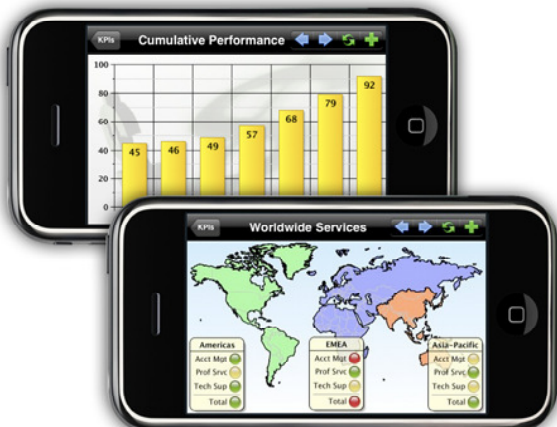 KPIs Cumulative Performance
100
80
60
40
20
0
45 46 49 57 68 79 92
KPIs Worldwide Services
Americas
Acct Mgt
Prof Srvc
Tech Sup
Total
EMEA
Acct Mgt
Prof Srvc
Tech Sup
Total
Asia-Pacific
Acct Mgt
Prof Srvc
Tech Sup
Total